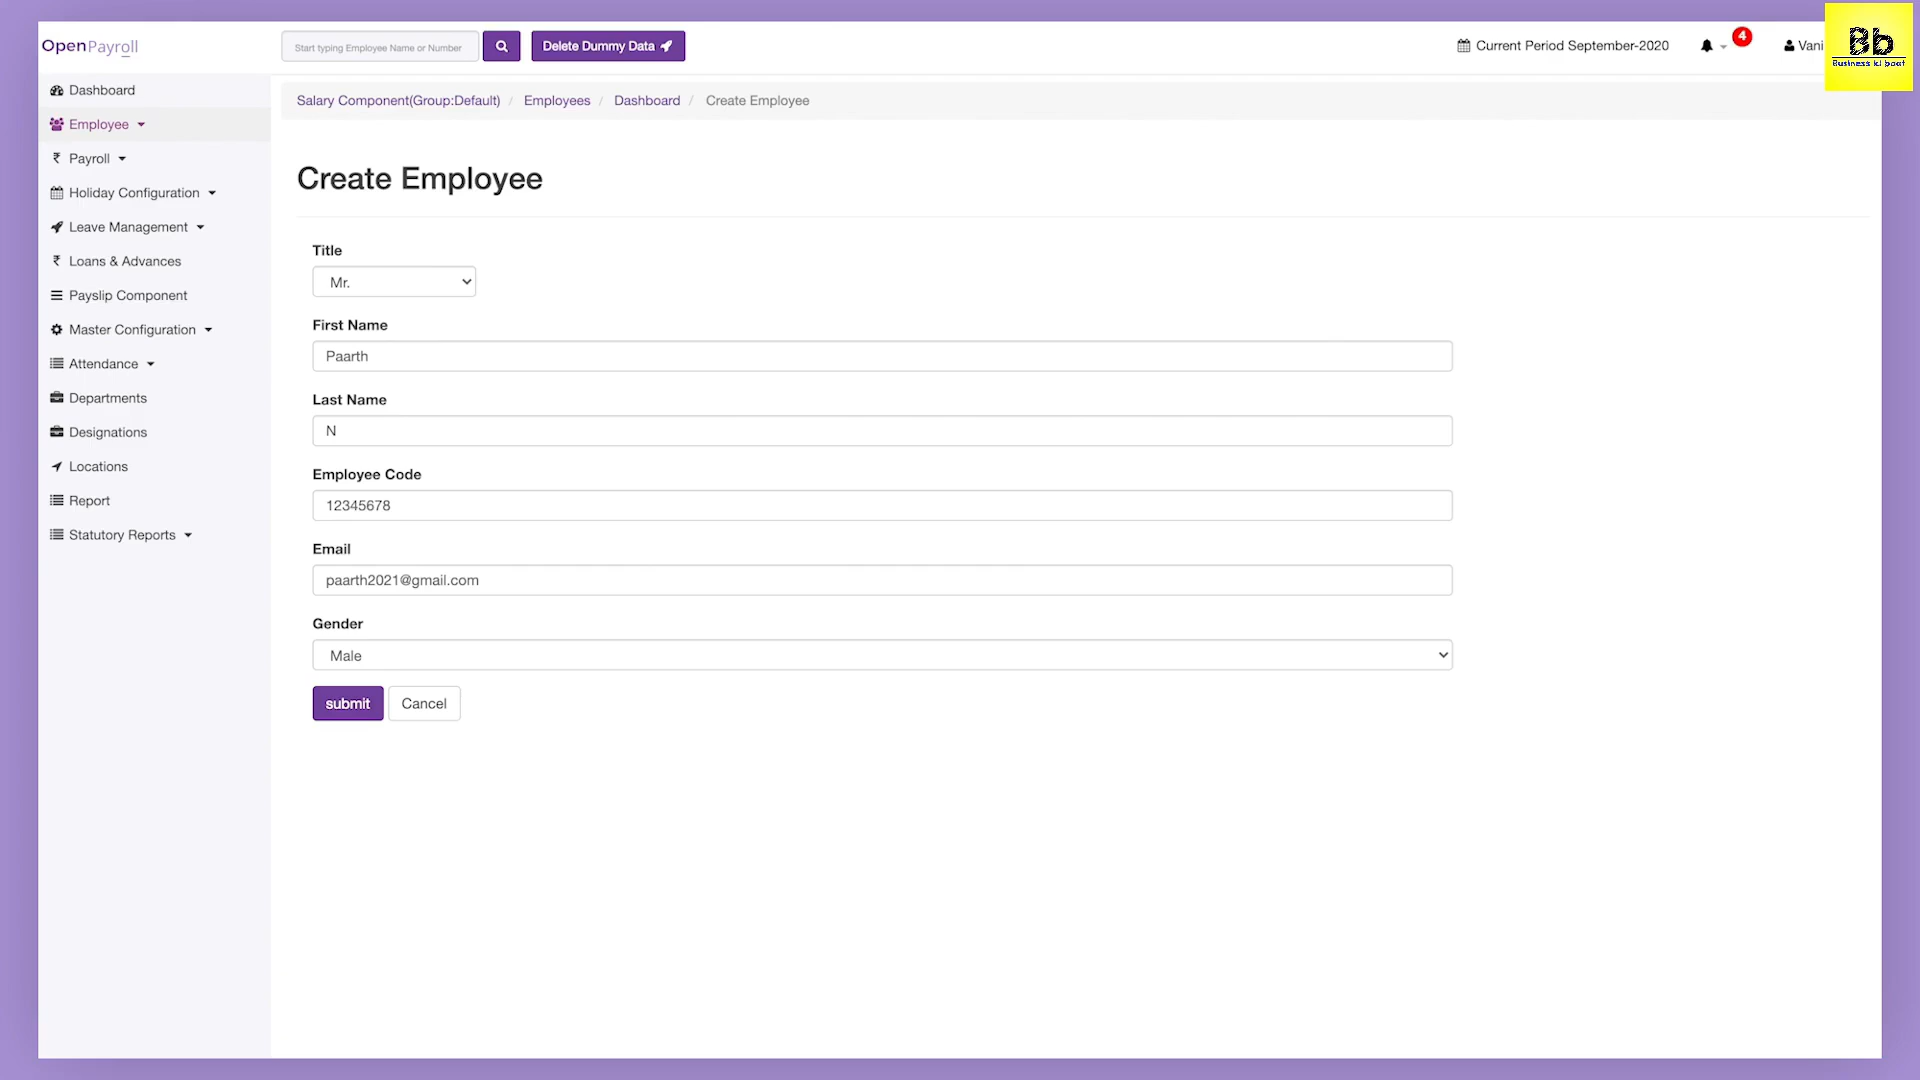 OpenPayroll
Start typing Employee Name or Number
Delete Dummy Data
Current Period September-2020
4
Vani
Bb
Business ki baat
Dashboard
Employee
Payroll
Holiday Configuration
Leave Management
Loans & Advances
Payslip Component
Master Configuration
Attendance
Departments
Designations
Locations
Report
Statutory Reports
Salary Component(Group:Default) / Employees / Dashboard / Create Employee
Create Employee
Title
Mr.
First Name
Paarth
Last Name
N
Employee Code
12345678
Email
paarth2021@gmail.com
Gender
Male
submit
Cancel